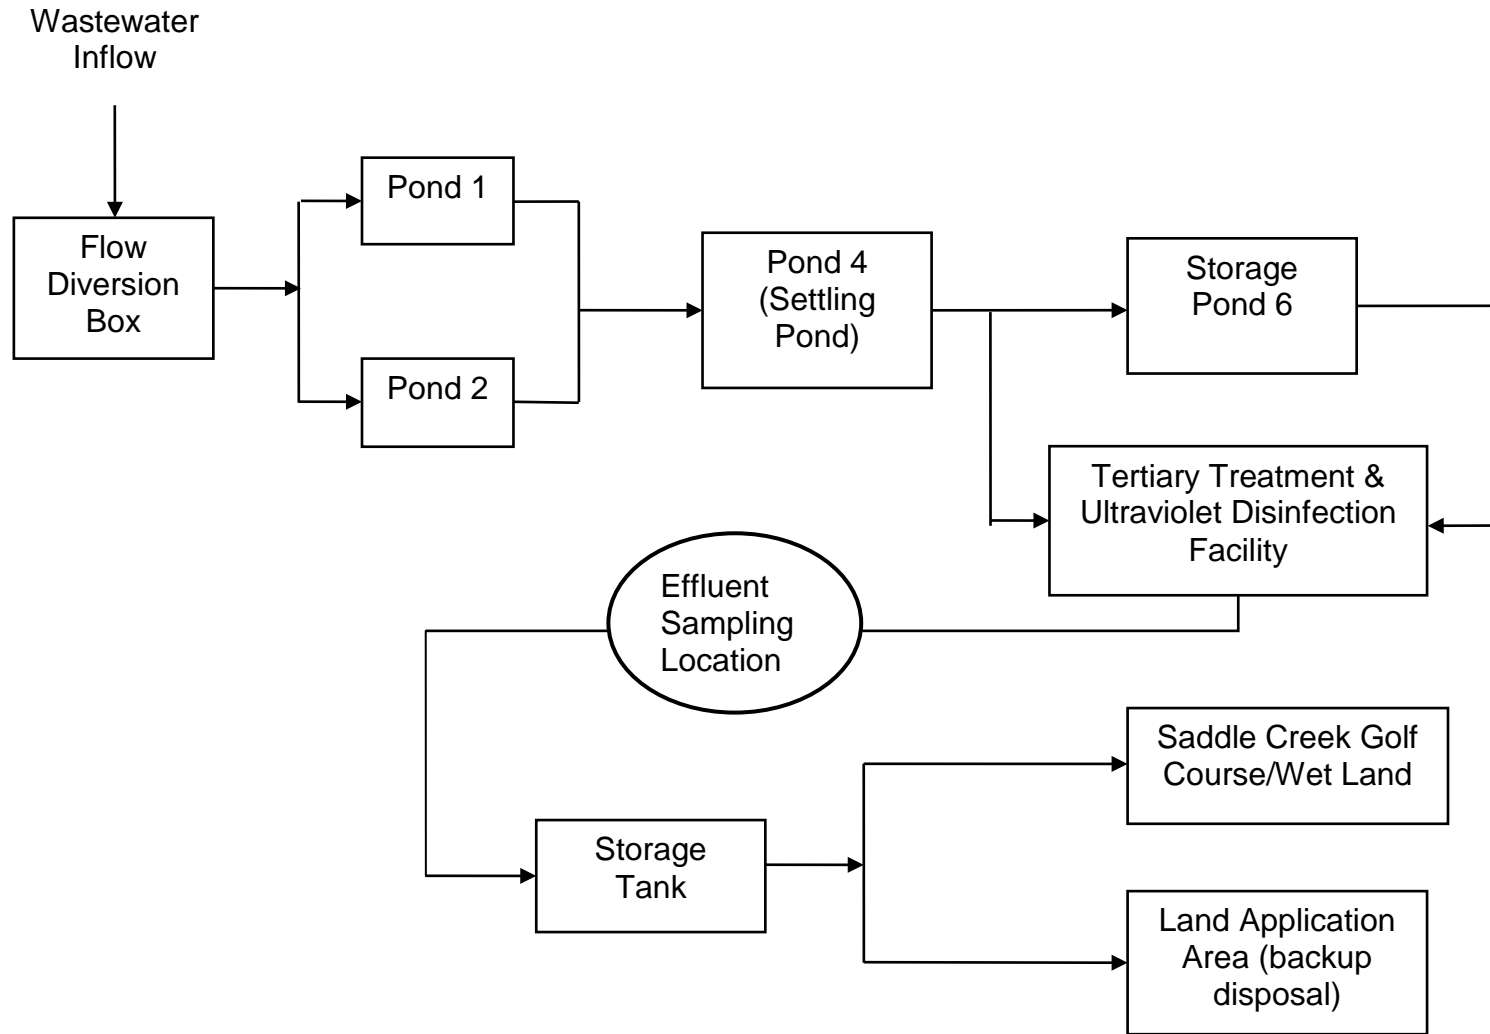 Wastewater
Inflow
Flow
Diversion
Box
Pond 1
Pond 2
Pond 4
(Settling
Pond)
Storage
Pond 6
Tertiary Treatment &
Ultraviolet Disinfection
Facility
Effluent
Sampling
Location
Storage
Tank
Saddle Creek Golf
Course/Wet Land
Land Application
Area (backup
disposal)